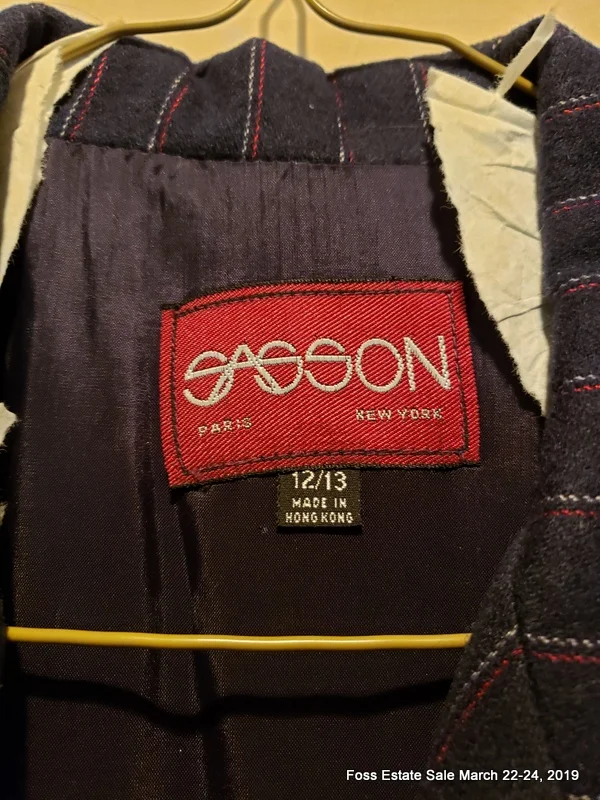 SASSON
PARIS NEW YORK
12/13
MADE IN
HONG KONG
Foss Estate Sale March 22-24, 2019